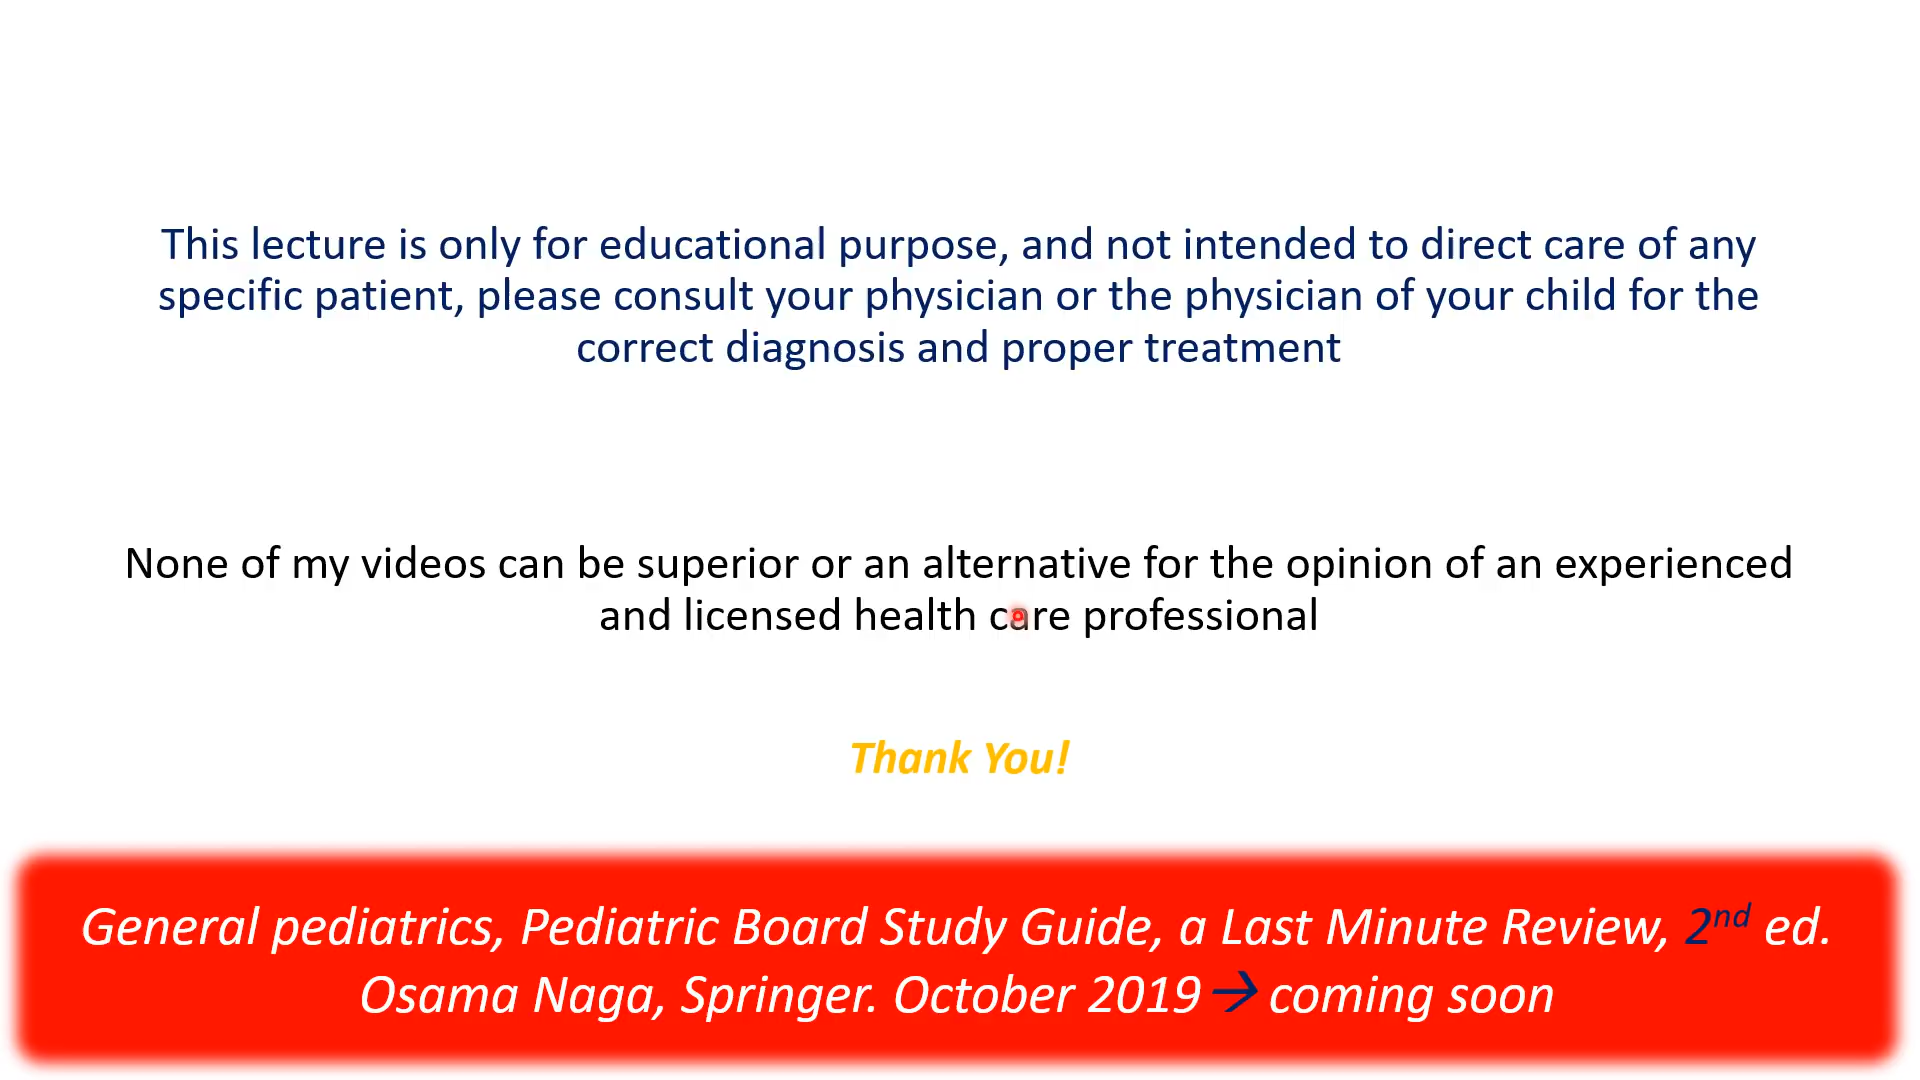 This lecture is only for educational purpose, and not intended to direct care of any
specific patient, please consult your physician or the physician of your child for the
correct diagnosis and proper treatment
None of my videos can be superior or an alternative for the opinion of an experienced
and licensed health care professional
Thank You!
General pediatrics, Pediatric Board Study Guide, a Last Minute Review, 2nd ed.
Osama Naga, Springer. October 2019 → coming soon